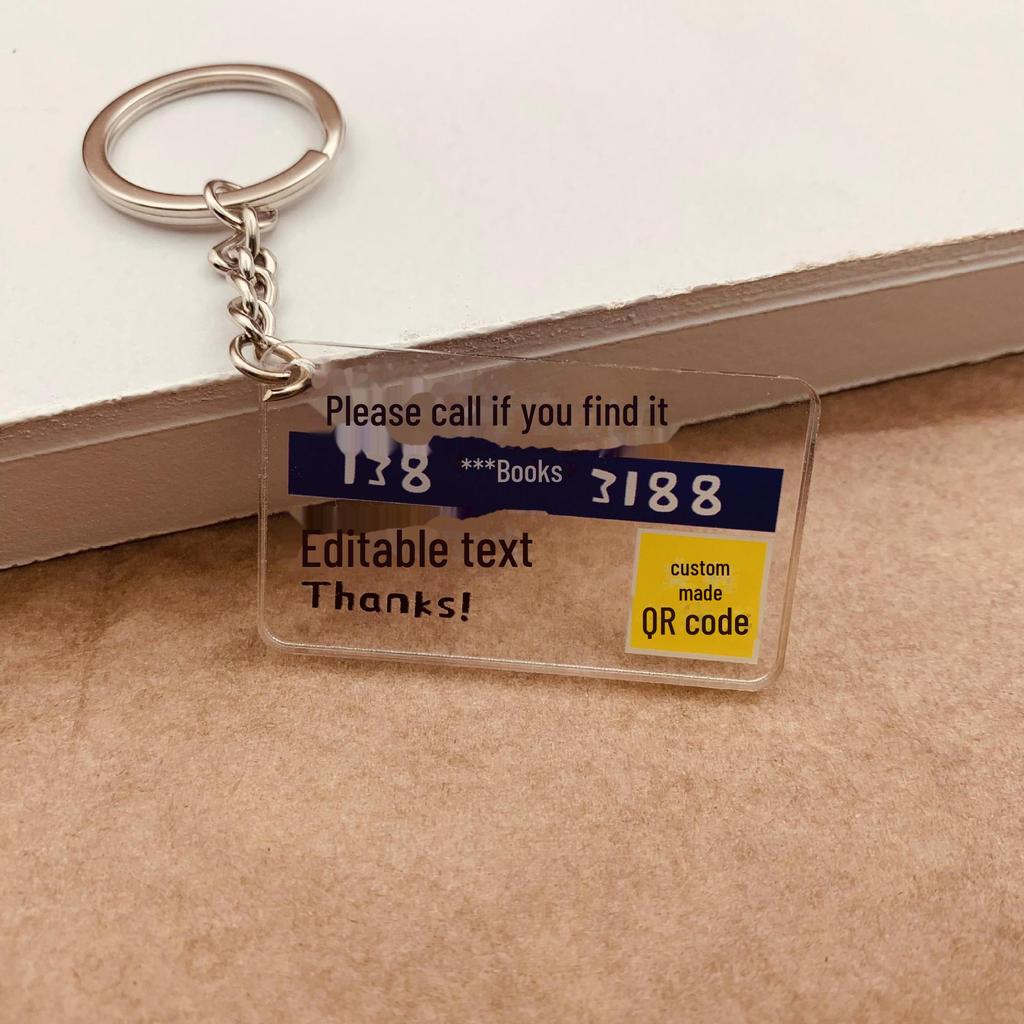 Please call if you find it
138 ***Books 3188
Editable text
Thanks!
custom
made
QR code